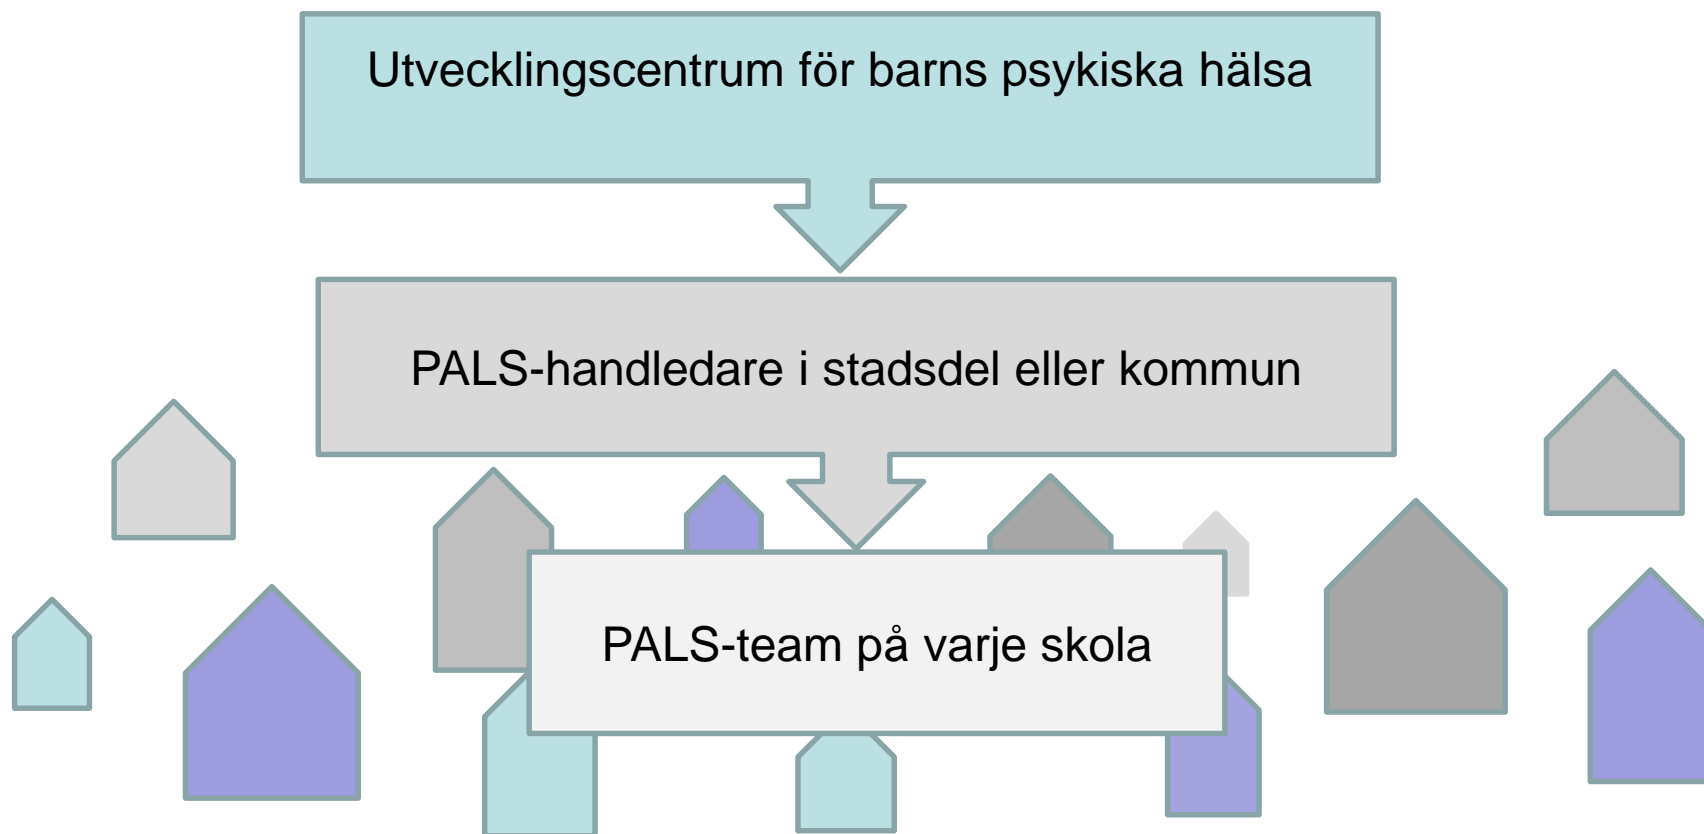 Utvecklingscentrum för barns psykiska hälsa
PALS-handledare i stadsdel eller kommun
PALS-team på varje skola